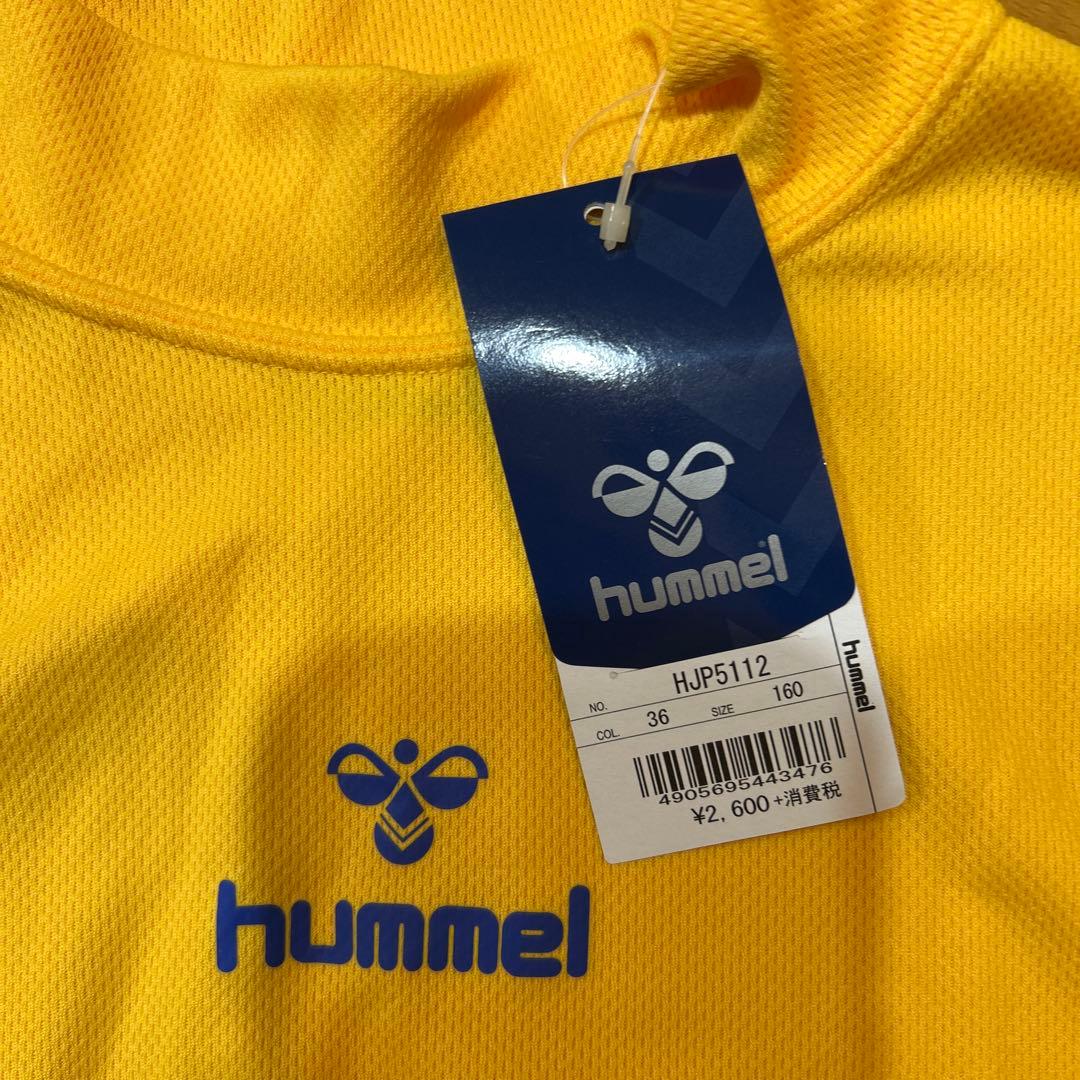 hummel
NO. HJP5112
COL. 36 SIZE 160
4905695443476
¥2,600+消費税
hummel
hummel